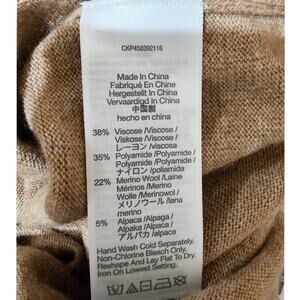 CKP458392116
Made In China
Fabriqué En Chine
Hergestellt In China
Vervaardigd In China
中国製
hecho en china
38% Viscose /Viscose /
Viskose /Viscose /
レーヨン /viscosa
35% Polyamide /Polyamide /
Polyamid /Polyamide /
ナイロン /poliamida
22% Merino Wool /Laine
Mérinos /Merino
Wolle /Merinowol /
メリノウール /lana
merino
5% Alpaca /Alpaga /
Alpaka /Alpaca /
アルパカ /alpaca
Hand Wash Cold Separately.
Non-Chlorine Bleach Only.
Reshape And Lay Flat To Dry.
Iron On Lowest Setting.